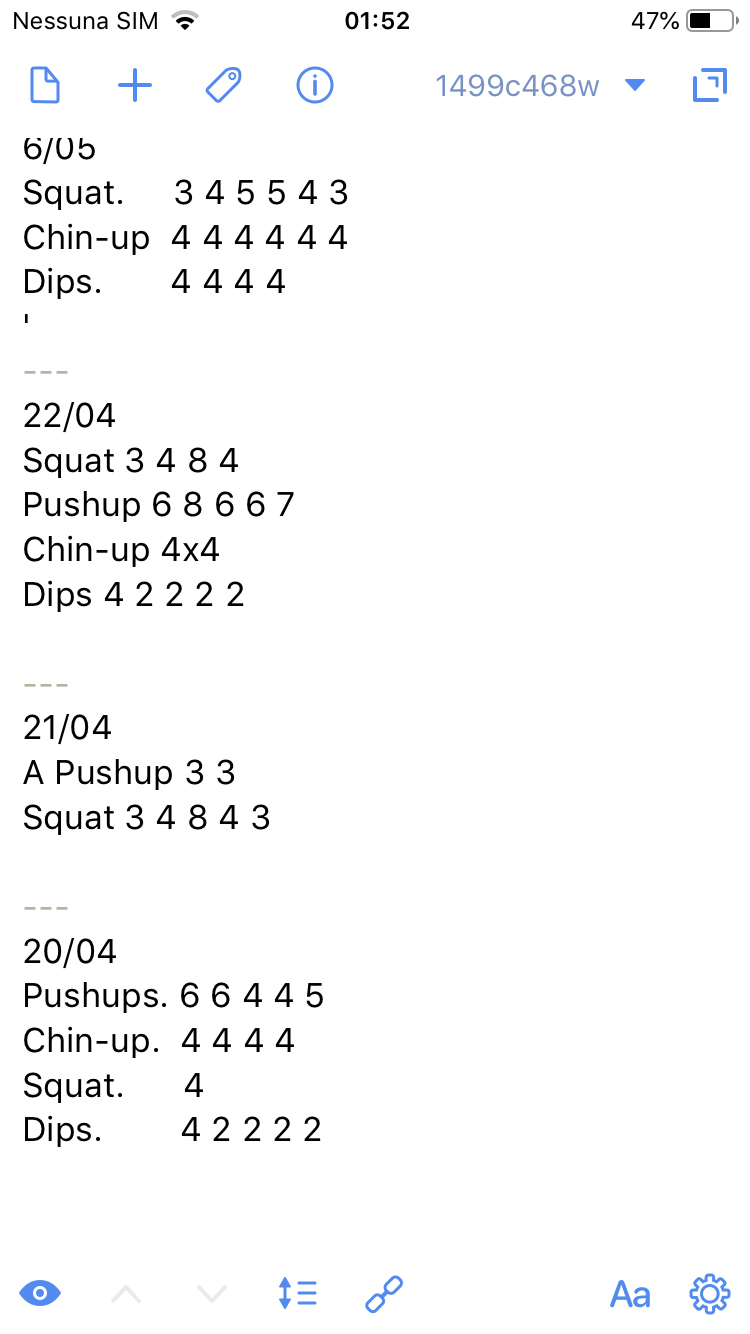 Nessuna SIM 01:52 47%
1499c468w
6/05
Squat. 3 4 5 5 4 3
Chin-up 4 4 4 4 4 4
Dips. 4 4 4 4
'
---
22/04
Squat 3 4 8 4
Pushup 6 8 6 6 7
Chin-up 4x4
Dips 4 2 2 2 2
---
21/04
A Pushup 3 3
Squat 3 4 8 4 3
---
20/04
Pushups. 6 6 4 4 5
Chin-up. 4 4 4 4
Squat. 4
Dips. 4 2 2 2 2
Aa